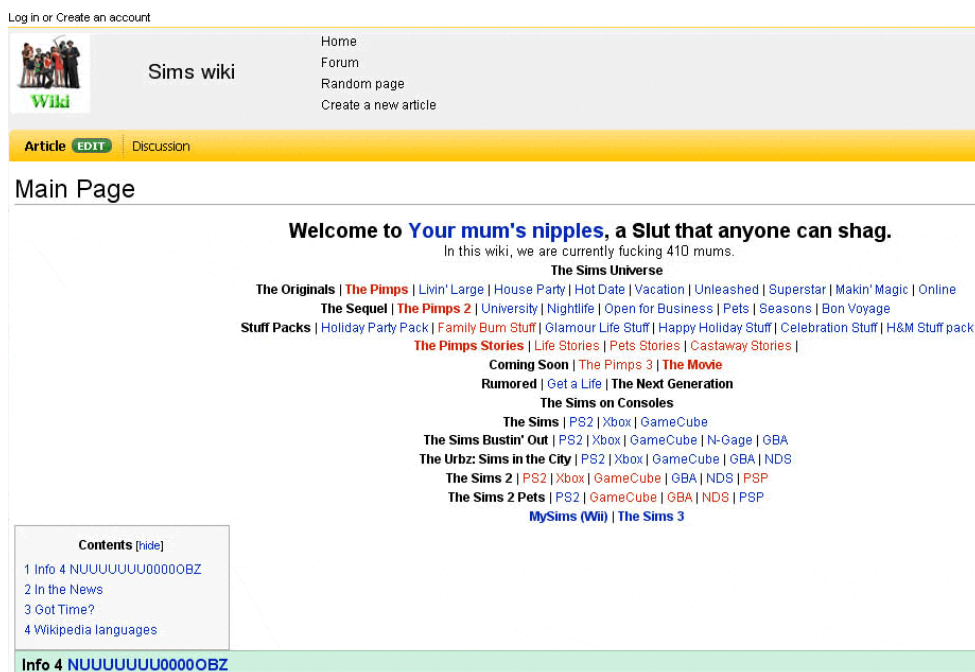 Log in or Create an account
Wiki
Sims wiki
Home
Forum
Random page
Create a new article
Article EDIT Discussion
Main Page
Welcome to Your mum's nipples, a Slut that anyone can shag.
In this wiki, we are currently fucking 410 mums.
The Sims Universe
The Originals | The Pimps | Livin' Large | House Party | Hot Date | Vacation | Unleashed | Superstar | Makin' Magic | Online
The Sequel | The Pimps 2 | University | Nightlife | Open for Business | Pets | Seasons | Bon Voyage
Stuff Packs | Holiday Party Pack | Family Bum Stuff | Glamour Life Stuff | Happy Holiday Stuff | Celebration Stuff | H&M Stuff pack
The Pimps Stories | Life Stories | Pets Stories | Castaway Stories |
Coming Soon | The Pimps 3 | The Movie
Rumored | Get a Life | The Next Generation
The Sims on Consoles
The Sims | PS2 | Xbox | GameCube
The Sims Bustin' Out | PS2 | Xbox | GameCube | N-Gage | GBA
The Urbz: Sims in the City | PS2 | Xbox | GameCube | GBA | NDS
The Sims 2 | PS2 | Xbox | GameCube | GBA | NDS | PSP
The Sims 2 Pets | PS2 | GameCube | GBA | NDS | PSP
MySims (Wii) | The Sims 3
Contents [hide]
1 Info 4 NUUUUUUU0000OBZ
2 In the News
3 Got Time?
4 Wikipedia languages
Info 4 NUUUUUUU0000OBZ